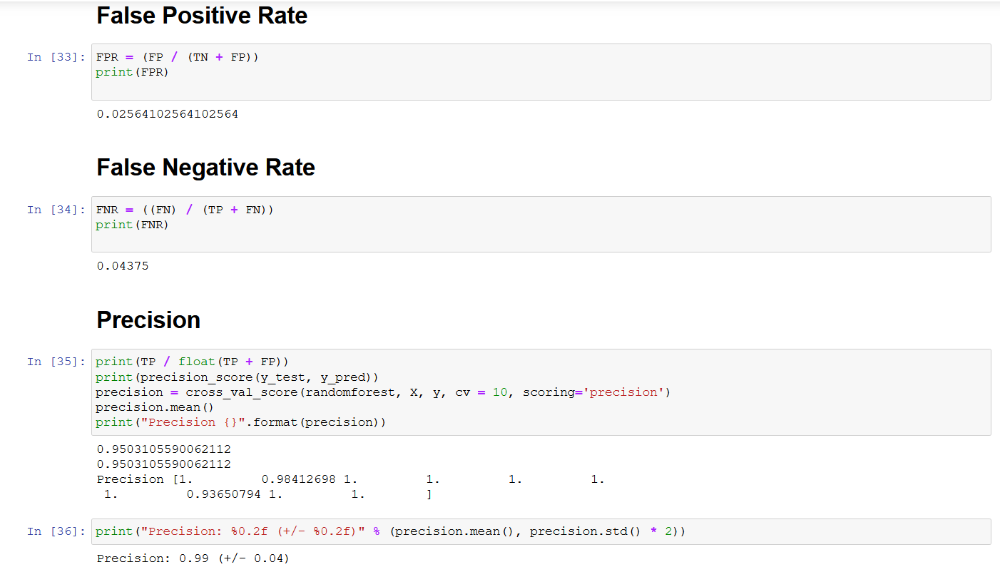 False Positive Rate
In [33]: FPR = (FP / (TN + FP))
print(FPR)
0.02564102564102564
False Negative Rate
In [34]: FNR = ((FN) / (TP + FN))
print(FNR)
0.04375
Precision
In [35]: print(TP / float(TP + FP))
print(precision_score(y_test, y_pred))
precision = cross_val_score(randomforest, X, y, cv = 10, scoring='precision')
precision.mean()
print("Precision {}".format(precision))
0.9503105590062112
0.9503105590062112
Precision [1.         0.98412698 1.         1.         1.         1.
 1.         0.93650794 1.         1.        ]
In [36]: print("Precision: %0.2f (+/- %0.2f)" % (precision.mean(), precision.std() * 2))
Precision: 0.99 (+/- 0.04)